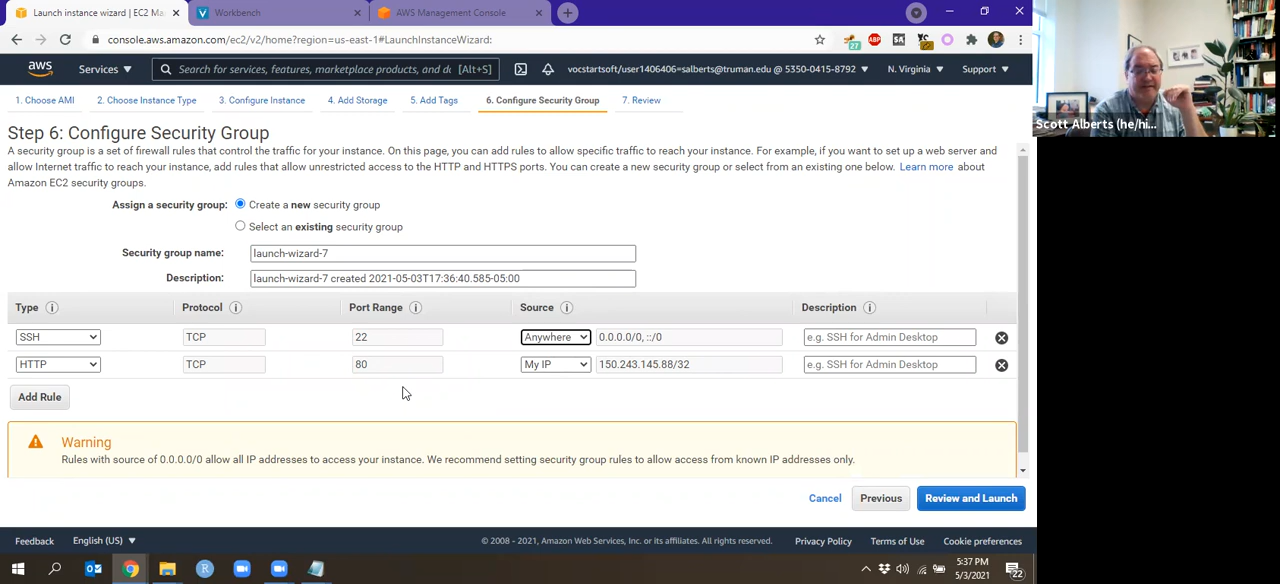 Launch instance wizard | EC2 Ma
Workbench
AWS Management Console
console.aws.amazon.com/ec2/v2/home?region=us-east-1#LaunchInstanceWizard:
27
ABP
aws
Services
Search for services, features, marketplace products, and dc
[Alt+S]
vocstartsoft/user1406406=salberts@truman.edu @ 5350-0415-8792
N. Virginia
Support
1. Choose AMI
2. Choose Instance Type
3. Configure Instance
4. Add Storage
5. Add Tags
6. Configure Security Group
7. Review
Step 6: Configure Security Group
A security group is a set of firewall rules that control the traffic for your instance. On this page, you can add rules to allow specific traffic to reach your instance. For example, if you want to set up a web server and
allow Internet traffic to reach your instance, add rules that allow unrestricted access to the HTTP and HTTPS ports. You can create a new security group or select from an existing one below. Learn more about
Amazon EC2 security groups.
Assign a security group:
Create a new security group
Select an existing security group
Security group name:
launch-wizard-7
Description:
launch-wizard-7 created 2021-05-03T17:36:40.585-05:00
Type
Protocol
Port Range
Source
Description
SSH
TCP
22
Anywhere
0.0.0.0/0, ::/0
e.g. SSH for Admin Desktop
HTTP
TCP
80
My IP
150.243.145.88/32
e.g. SSH for Admin Desktop
Add Rule
Warning
Rules with source of 0.0.0.0/0 allow all IP addresses to access your instance. We recommend setting security group rules to allow access from known IP addresses only.
Cancel
Previous
Review and Launch
Feedback
English (US)
© 2008 - 2021, Amazon Web Services, Inc. or its affiliates. All rights reserved.
Privacy Policy
Terms of Use
Cookie preferences
5:37 PM
5/3/2021
22
Scott Alberts (he/hi...